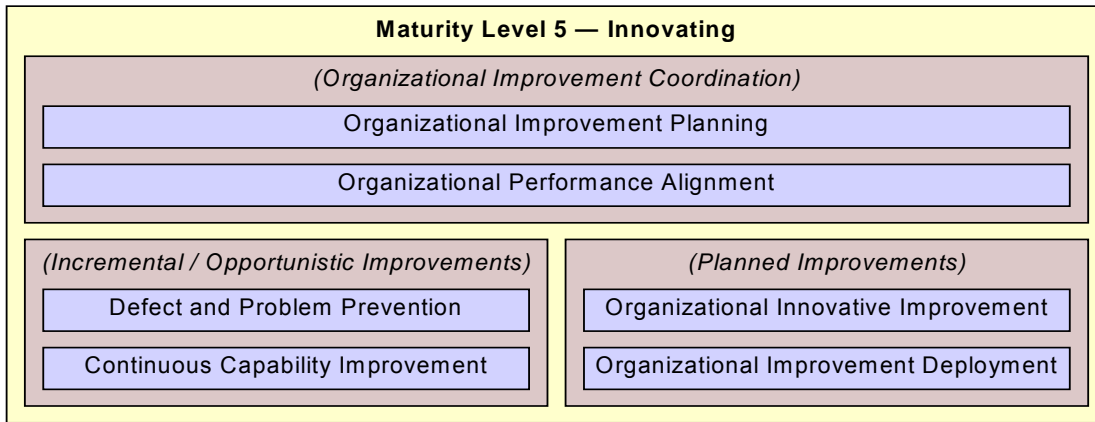 Maturity Level 5 — Innovating
(Organizational Improvement Coordination)
Organizational Improvement Planning
Organizational Performance Alignment
(Incremental / Opportunistic Improvements)
Defect and Problem Prevention
Continuous Capability Improvement
(Planned Improvements)
Organizational Innovative Improvement
Organizational Improvement Deployment